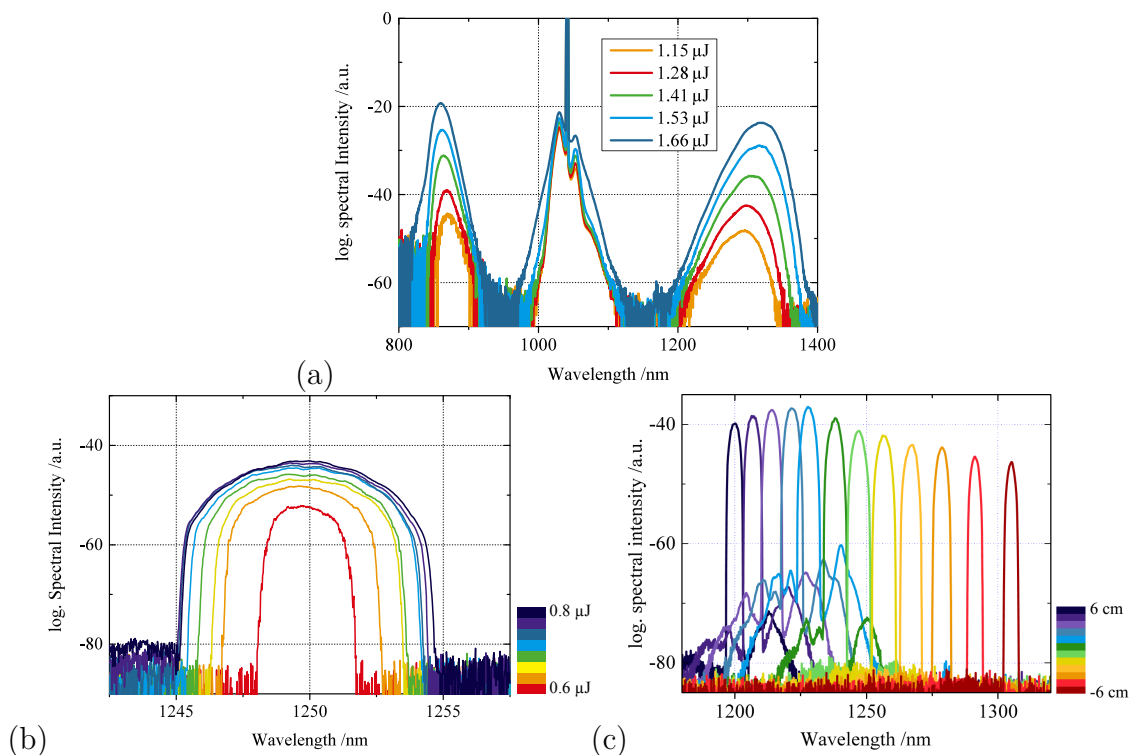 0
-20
-40
-60
log. spectral Intensity /a.u.
1.15 µJ
1.28 µJ
1.41 µJ
1.53 µJ
1.66 µJ
800 1000 1200 1400
Wavelength /nm
(a)
-40
-60
-80
log. Spectral Intensity /a.u.
0.8 µJ
0.6 µJ
1245 1250 1255
Wavelength /nm
(b)
-40
-60
-80
log. spectral intensity /a.u.
6 cm
-6 cm
1200 1250 1300
Wavelength /nm
(c)